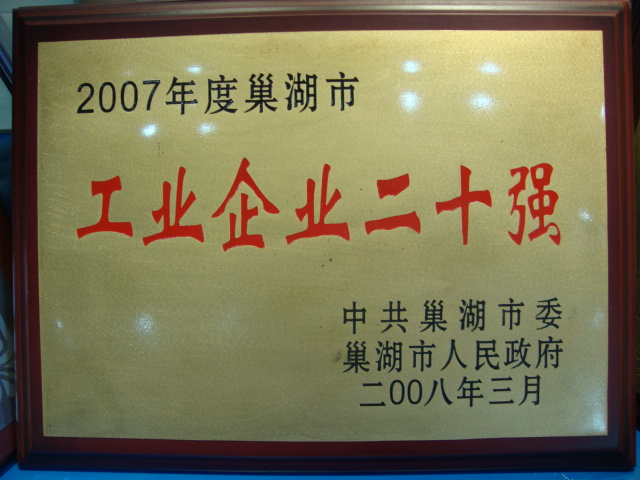 2007年度巢湖市
工业企业二十强
中共巢湖市委
巢湖市人民政府
二00八年三月